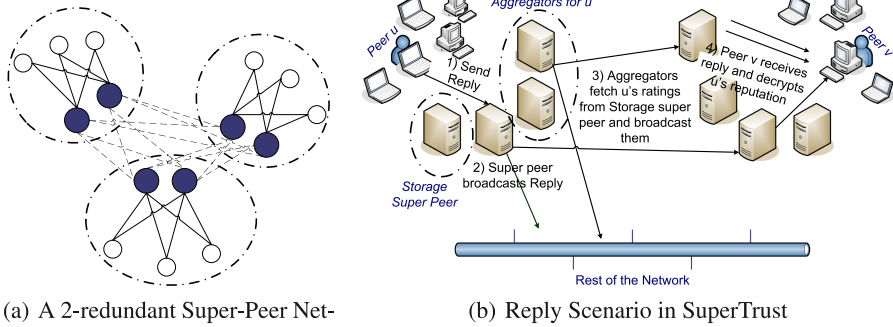 Aggregators for u
Peer u
1) Send
Reply
3) Aggregators
fetch u's ratings
from Storage super
peer and broadcast
them
4) Peer v receives
reply and decrypts
u's reputation
Peer v
2) Super peer
broadcasts Reply
Storage
Super Peer
Rest of the Network
(a) A 2-redundant Super-Peer Net-
(b) Reply Scenario in SuperTrust